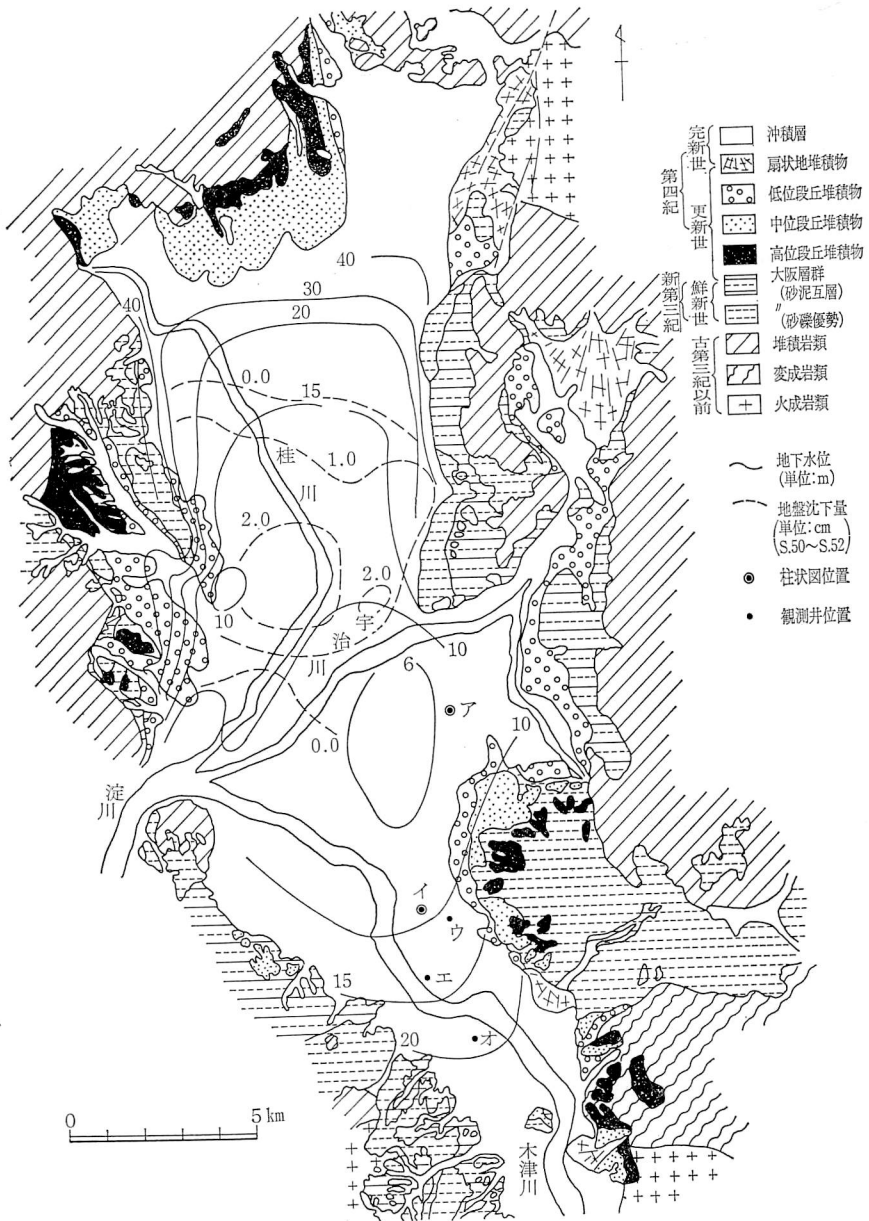 完新世
第四紀
更新世
新第三紀
鮮新世
古第三紀以前
沖積層
扇状地堆積物
低位段丘堆積物
中位段丘堆積物
高位段丘堆積物
大阪層群
(砂泥互層)
〃
(砂礫優勢)
堆積岩類
変成岩類
火成岩類
地下水位
(単位:m)
地盤沈下量
(単位:cm
S.50~S.52)
柱状図位置
観測井位置
40
30
40
20
0.0
15
桂川
1.0
2.0
2.0
10
宇治川
10
6
ア
10
0.0
淀川
イ
ウ
エ
15
オ
20
0
5 km
木津川